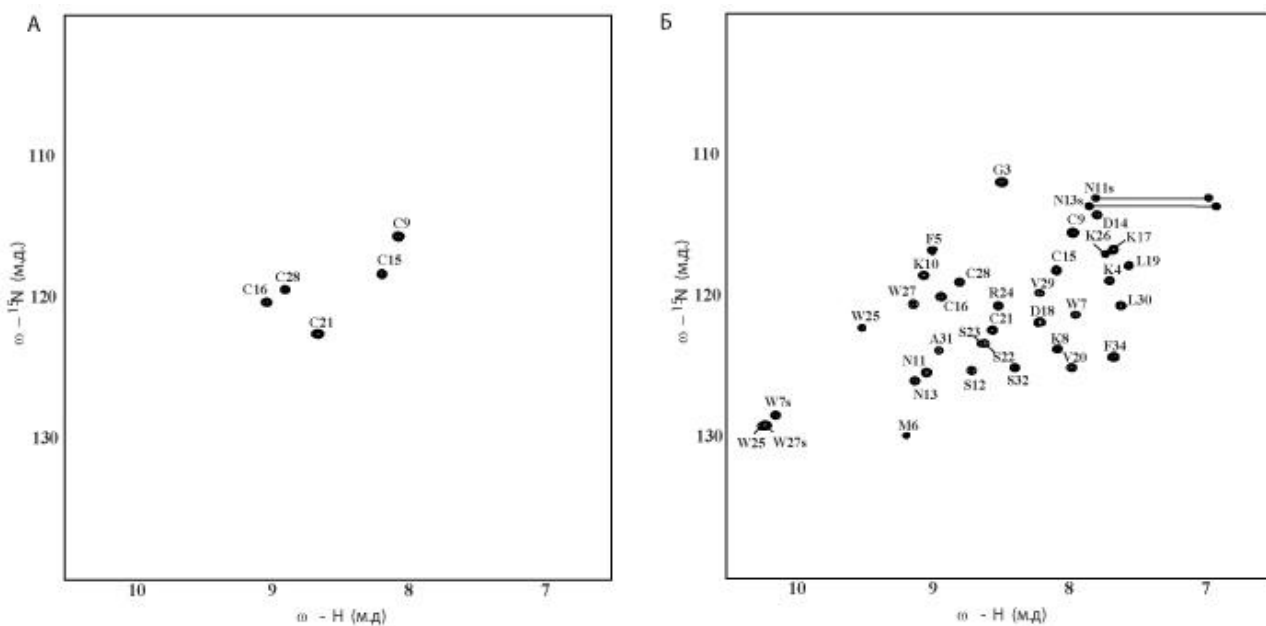 А
110
120
130
10
9
8
7
ω – ¹⁵N (м.д.)
ω - H (м.д)
C9
C15
C28
C16
C21
Б
110
120
130
10
9
8
7
ω – ¹⁵N (м.д.)
ω - H (м.д)
G3
N11s
N13s
D14
C9
K26
K17
F5
C15
L19
K10
C28
K4
V29
W27
C16
R24
W7
L30
W25
D18
C21
S23
A31
S22
K8
F34
V20
N11
S12
S32
N13
W7s
M6
W25
W27s